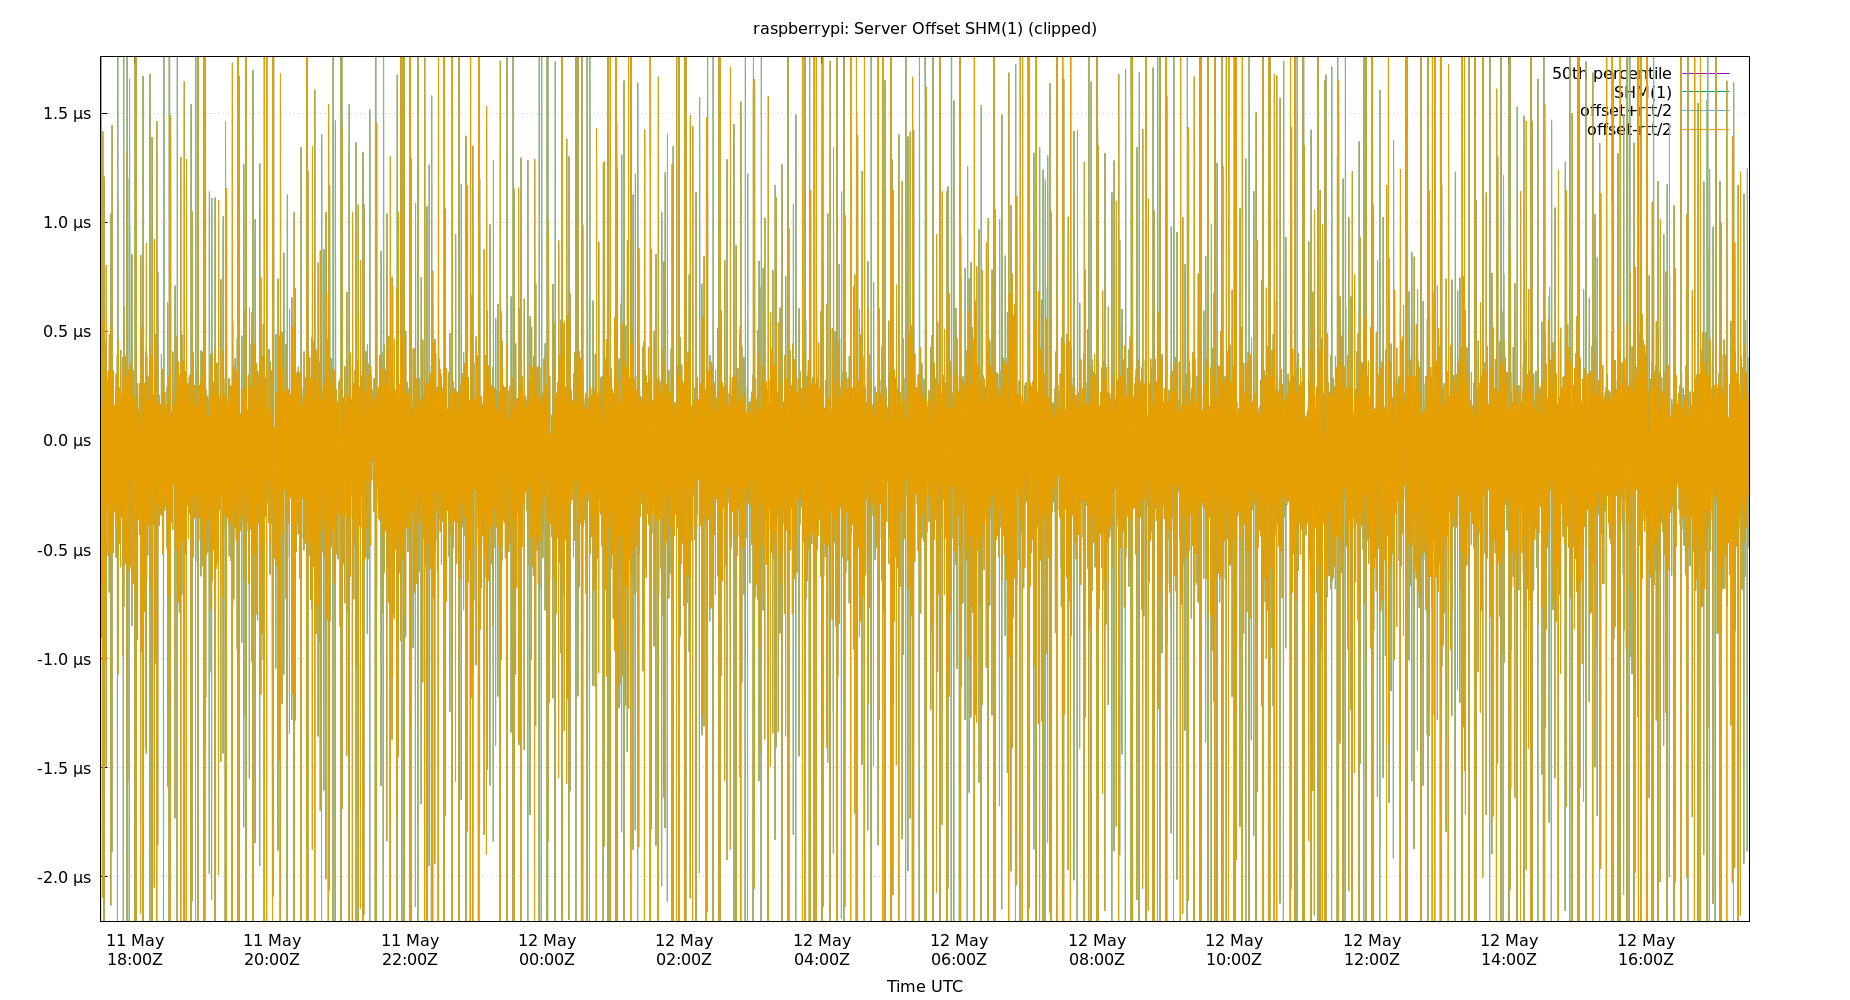 raspberrypi: Server Offset SHM(1) (clipped)
50th percentile
SHM(1)
offset+rtt/2
offset-rtt/2
1.5 µs
1.0 µs
0.5 µs
0.0 µs
-0.5 µs
-1.0 µs
-1.5 µs
-2.0 µs
11 May 11 May 11 May 12 May 12 May 12 May 12 May 12 May 12 May 12 May 12 May 12 May
18:00Z 20:00Z 22:00Z 00:00Z 02:00Z 04:00Z 06:00Z 08:00Z 10:00Z 12:00Z 14:00Z 16:00Z
Time UTC